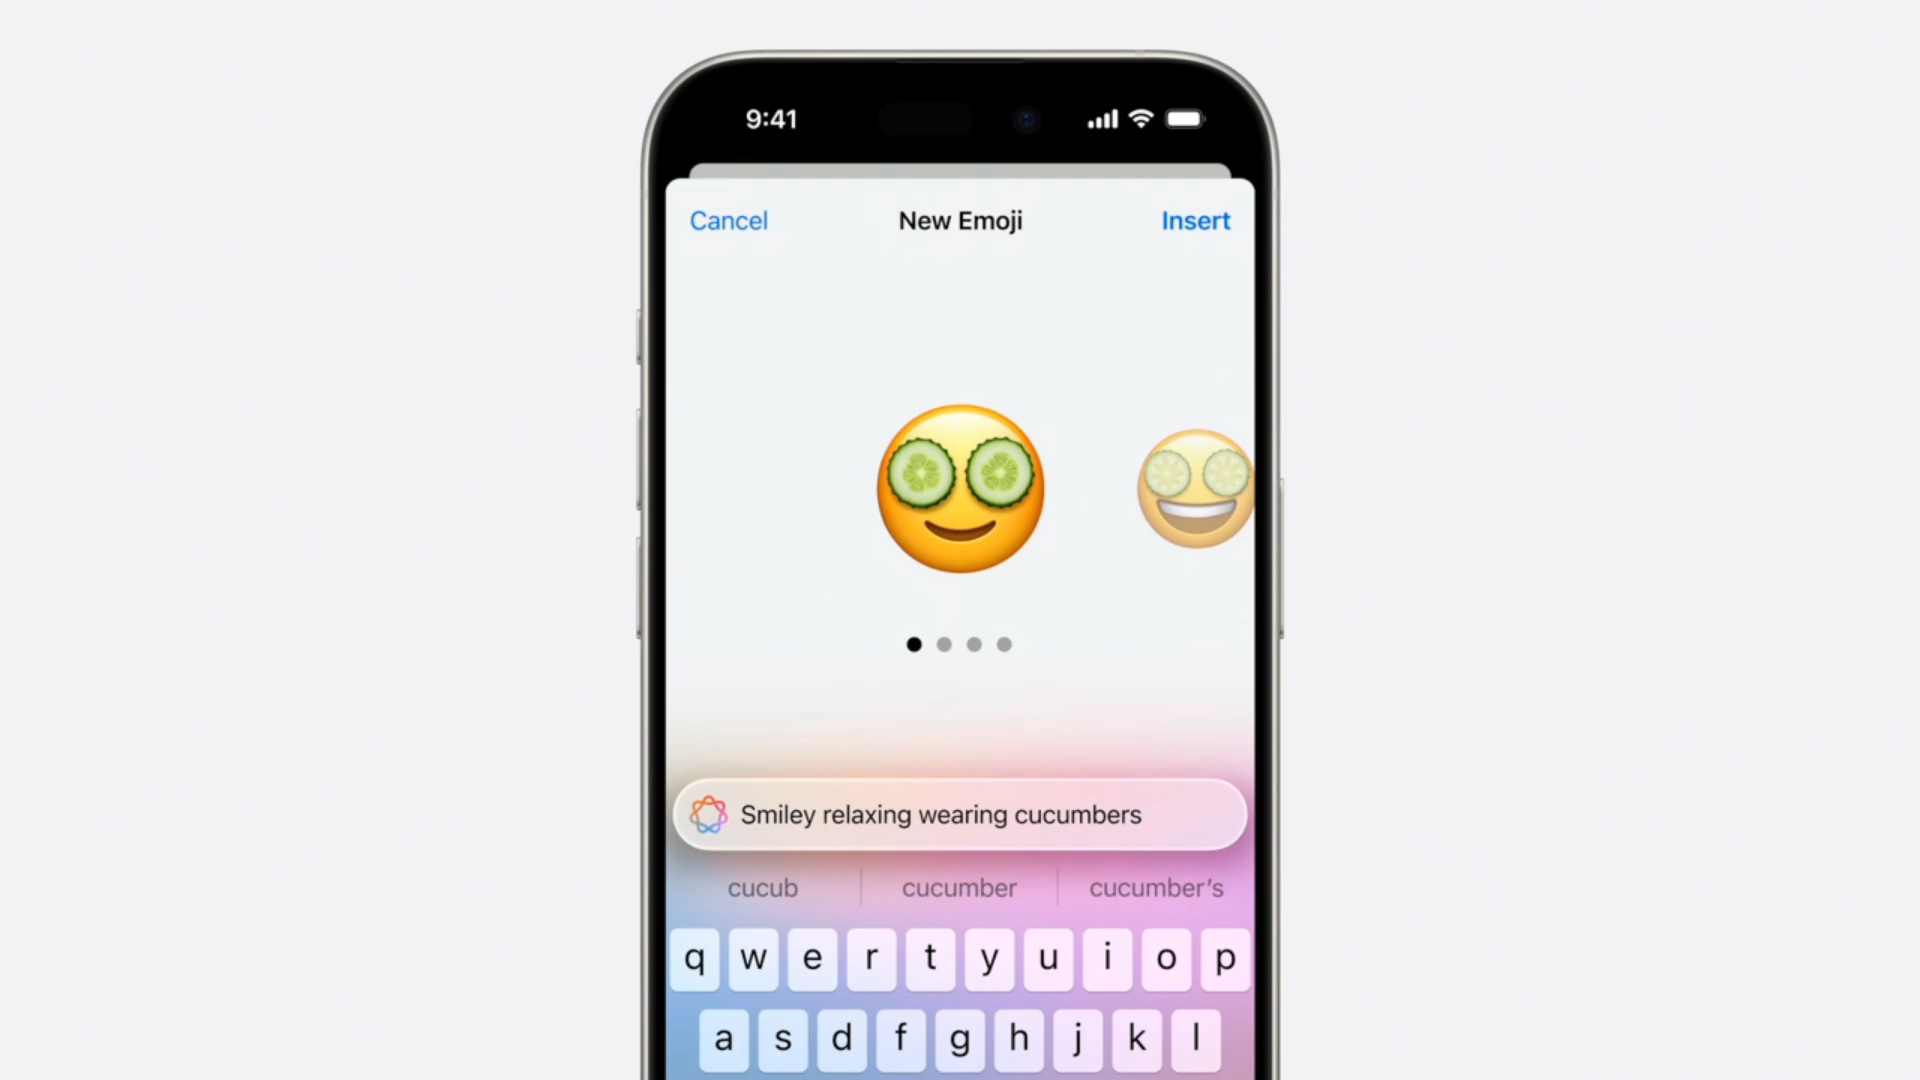 9:41
Cancel New Emoji Insert
Smiley relaxing wearing cucumbers
cucub cucumber cucumber’s
q w e r t y u i o p
a s d f g h j k l